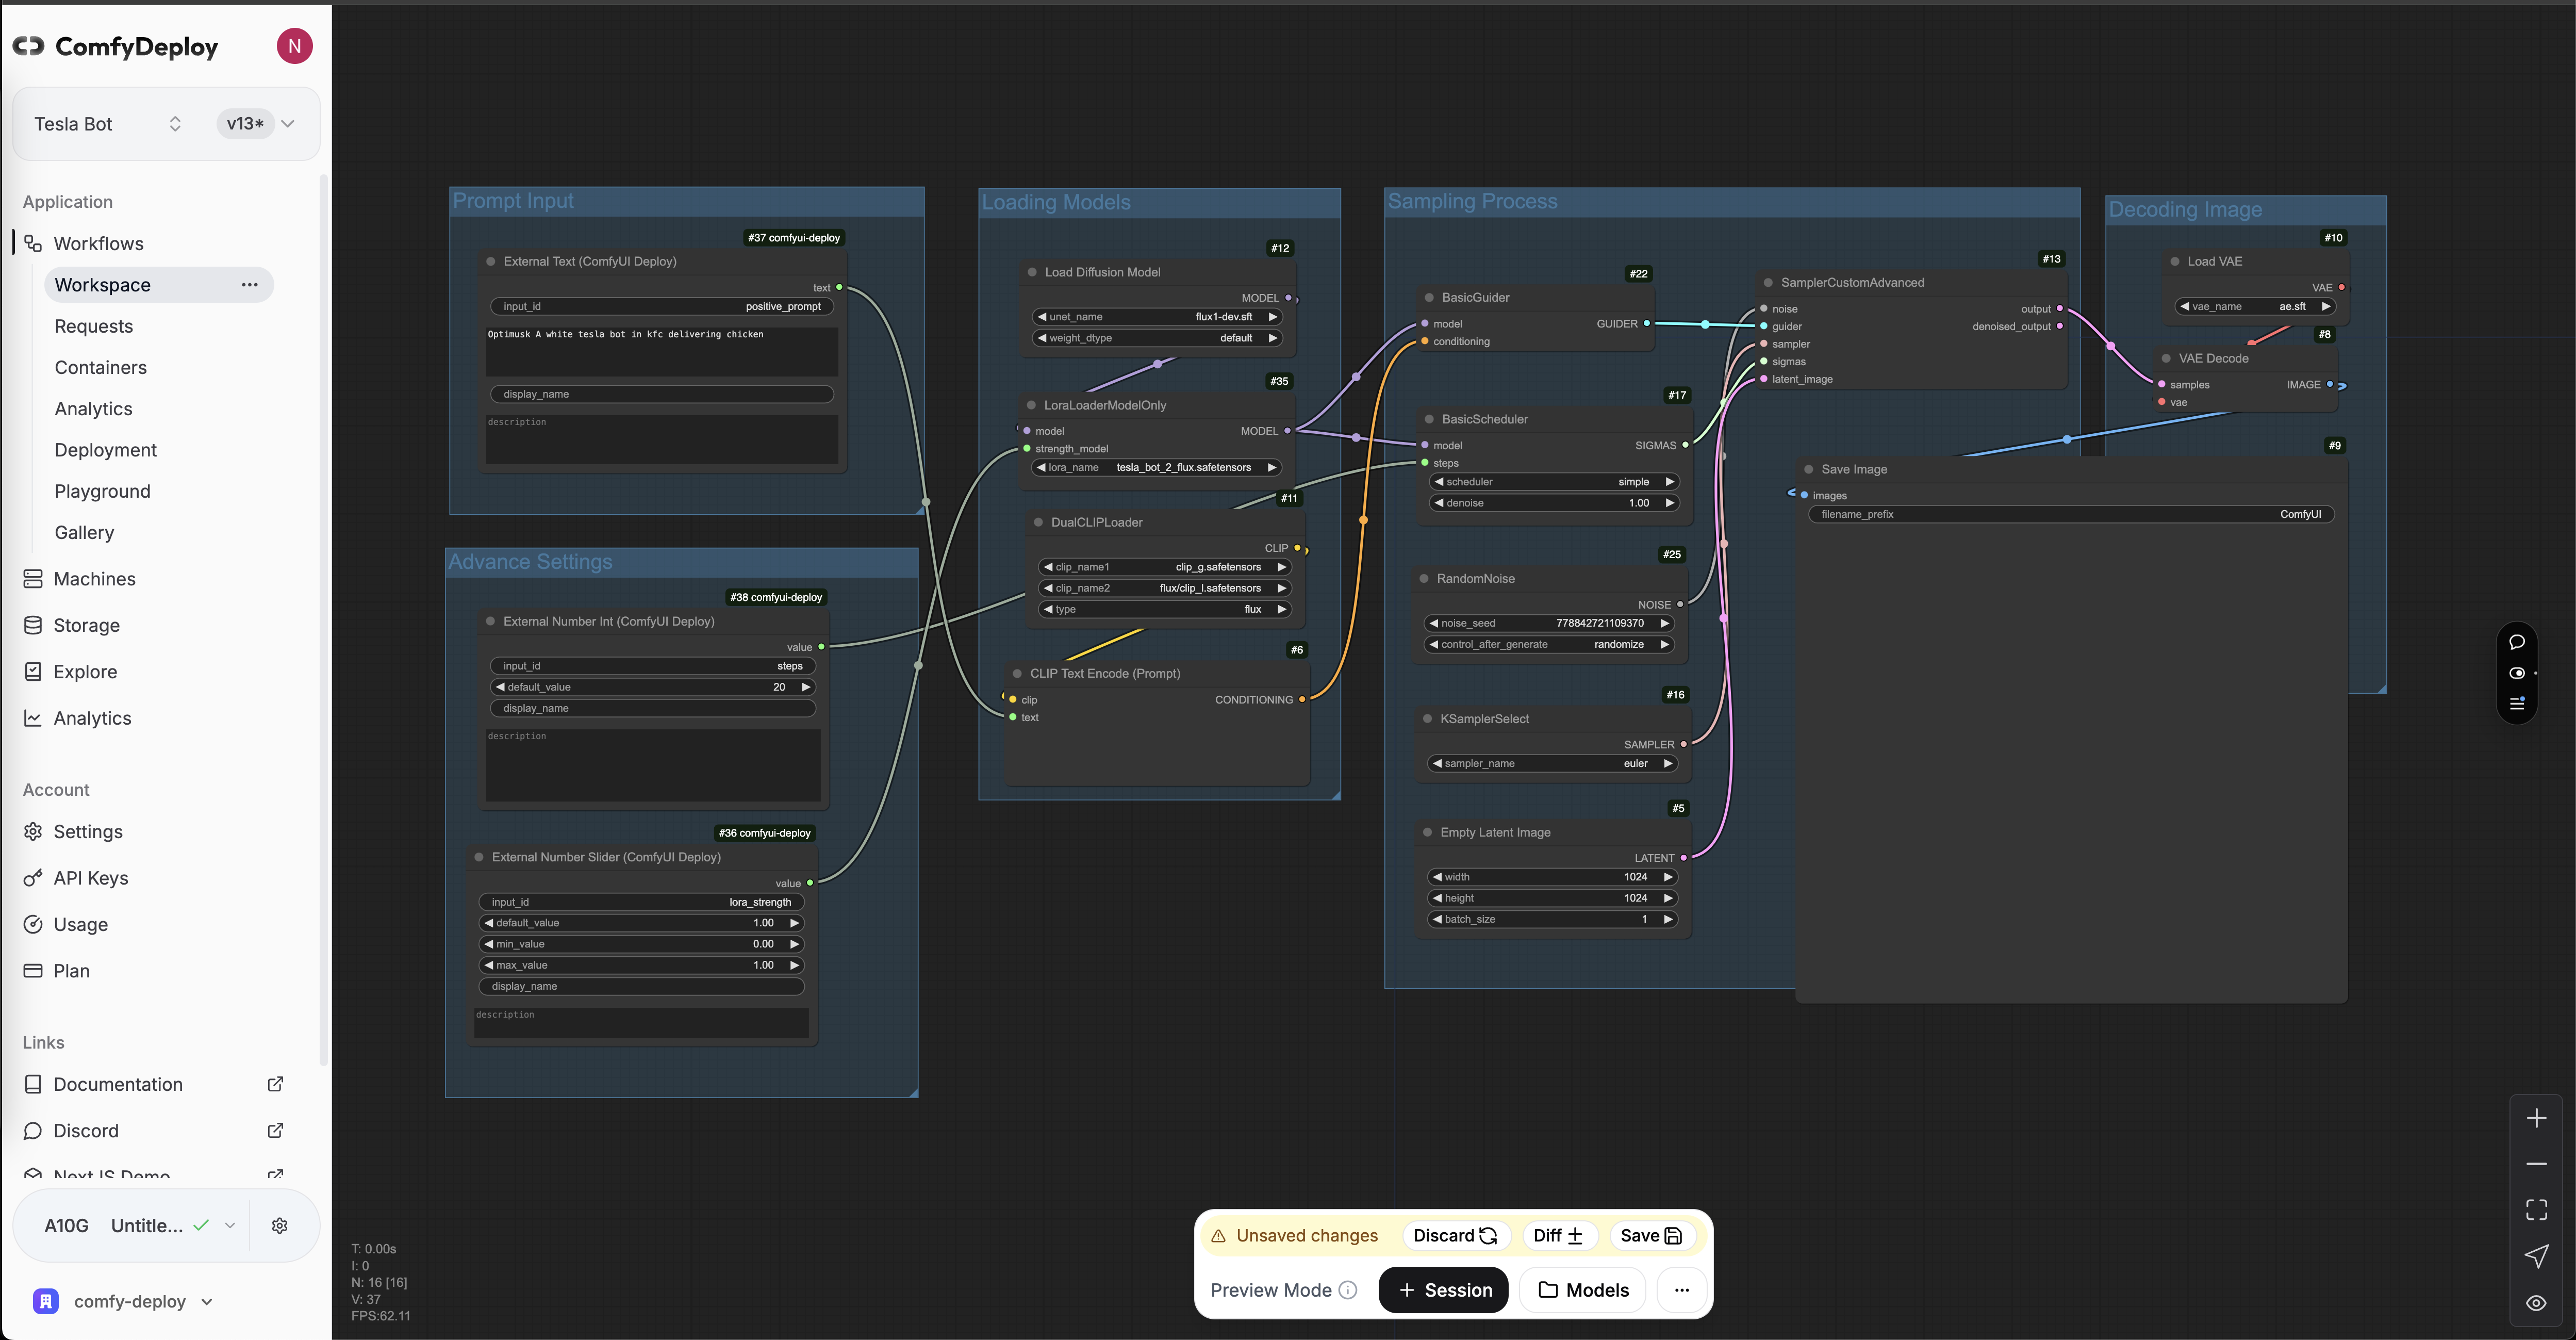 ComfyDeploy
N
Tesla Bot
v13*
Application
Workflows
Workspace
Requests
Containers
Analytics
Deployment
Playground
Gallery
Machines
Storage
Explore
Analytics
Account
Settings
API Keys
Usage
Plan
Links
Documentation
Discord
NextJS Demo
A10G Untitle...
comfy-deploy
Prompt Input
#37 comfyui-deploy
External Text (ComfyUI Deploy)
text
input_id positive_prompt
Optimusk A white tesla bot in kfc delivering chicken
display_name
description
Advance Settings
#38 comfyui-deploy
External Number Int (ComfyUI Deploy)
value
input_id steps
default_value 20
display_name
description
#36 comfyui-deploy
External Number Slider (ComfyUI Deploy)
value
input_id lora_strength
default_value 1.00
min_value 0.00
max_value 1.00
display_name
description
Loading Models
#12
Load Diffusion Model
MODEL
unet_name flux1-dev.sft
weight_dtype default
#35
LoraLoaderModelOnly
model MODEL
strength_model
lora_name tesla_bot_2_flux.safetensors
#11
DualCLIPLoader
CLIP
clip_name1 clip_g.safetensors
clip_name2 flux/clip_l.safetensors
type flux
#6
CLIP Text Encode (Prompt)
clip CONDITIONING
text
Sampling Process
#22
BasicGuider
model GUIDER
conditioning
#17
BasicScheduler
model SIGMAS
steps
scheduler simple
denoise 1.00
#25
RandomNoise
NOISE
noise_seed 778842721109370
control_after_generate randomize
#16
KSamplerSelect
SAMPLER
sampler_name euler
#5
Empty Latent Image
LATENT
width 1024
height 1024
batch_size 1
#13
SamplerCustomAdvanced
noise output
guider denoised_output
sampler
sigmas
latent_image
Decoding Image
#10
Load VAE
VAE
vae_name ae.sft
#8
VAE Decode
samples IMAGE
vae
#9
Save Image
images
filename_prefix ComfyUI
T: 0.00s
I: 0
N: 16 [16]
V: 37
FPS:62.11
Unsaved changes Discard Diff Save
Preview Mode Session Models